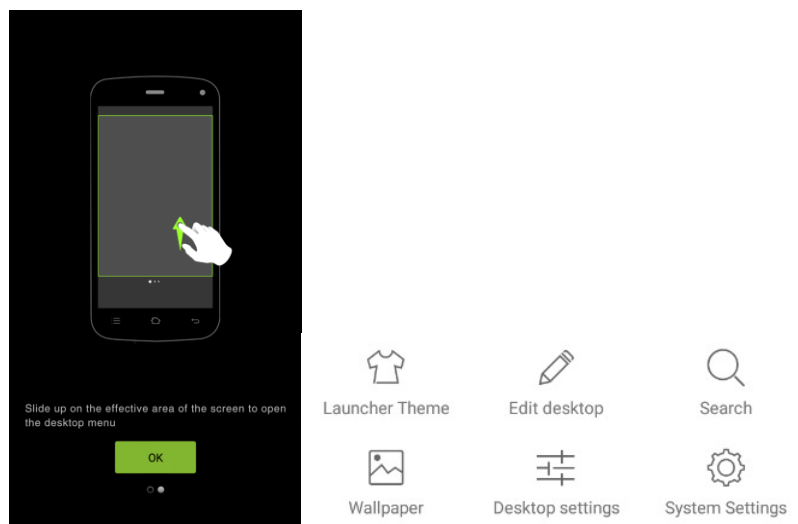 Slide up on the effective area of the screen to open
the desktop menu
OK
Launcher Theme
Edit desktop
Search
Wallpaper
Desktop settings
System Settings